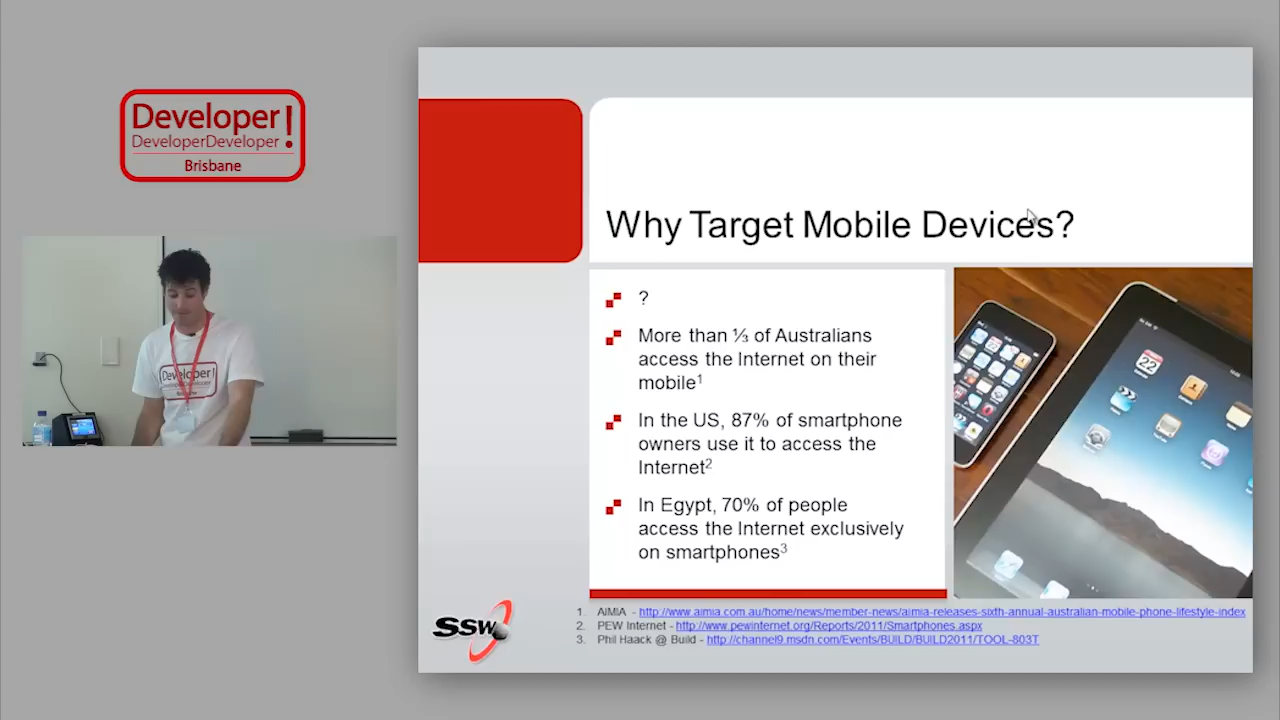 Developer!
DeveloperDeveloper
Brisbane
Developer!
Why Target Mobile Devices?
?
More than ⅓ of Australians
access the Internet on their
mobile1
In the US, 87% of smartphone
owners use it to access the
Internet2
In Egypt, 70% of people
access the Internet exclusively
on smartphones3
22
SSW
1. AIMIA - http://www.aimia.com.au/home/news/member-news/aimia-releases-sixth-annual-australian-mobile-phone-lifestyle-index
2. PEW Internet - http://www.pewinternet.org/Reports/2011/Smartphones.aspx
3. Phil Haack @ Build - http://channel9.msdn.com/Events/BUILD/BUILD2011/TOOL-803T